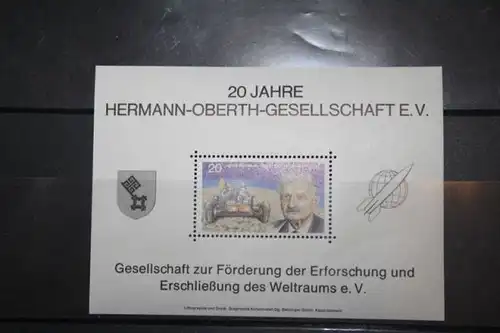 20 JAHRE
HERMANN-OBERTH-GESELLSCHAFT E.V.
20
Gesellschaft zur Förderung der Erforschung und
Erschließung des Weltraums e.V.